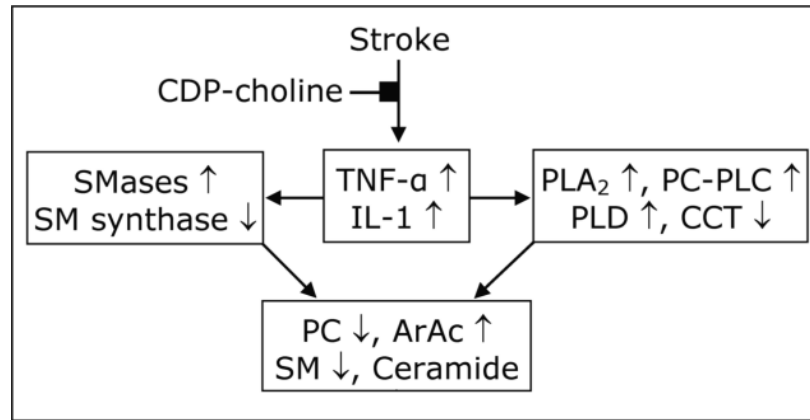 Stroke
CDP-choline
SMases ↑
SM synthase ↓
TNF-α ↑
IL-1 ↑
PLA₂ ↑, PC-PLC ↑
PLD ↑, CCT ↓
PC ↓, ArAc ↑
SM ↓, Ceramide